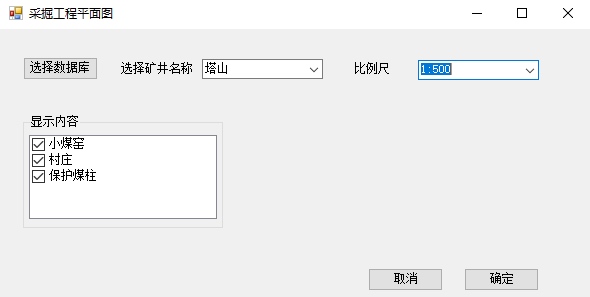 采掘工程平面图
选择数据库 选择矿井名称 塔山 比例尺 1:500
显示内容
小煤窑
村庄
保护煤柱
取消 确定